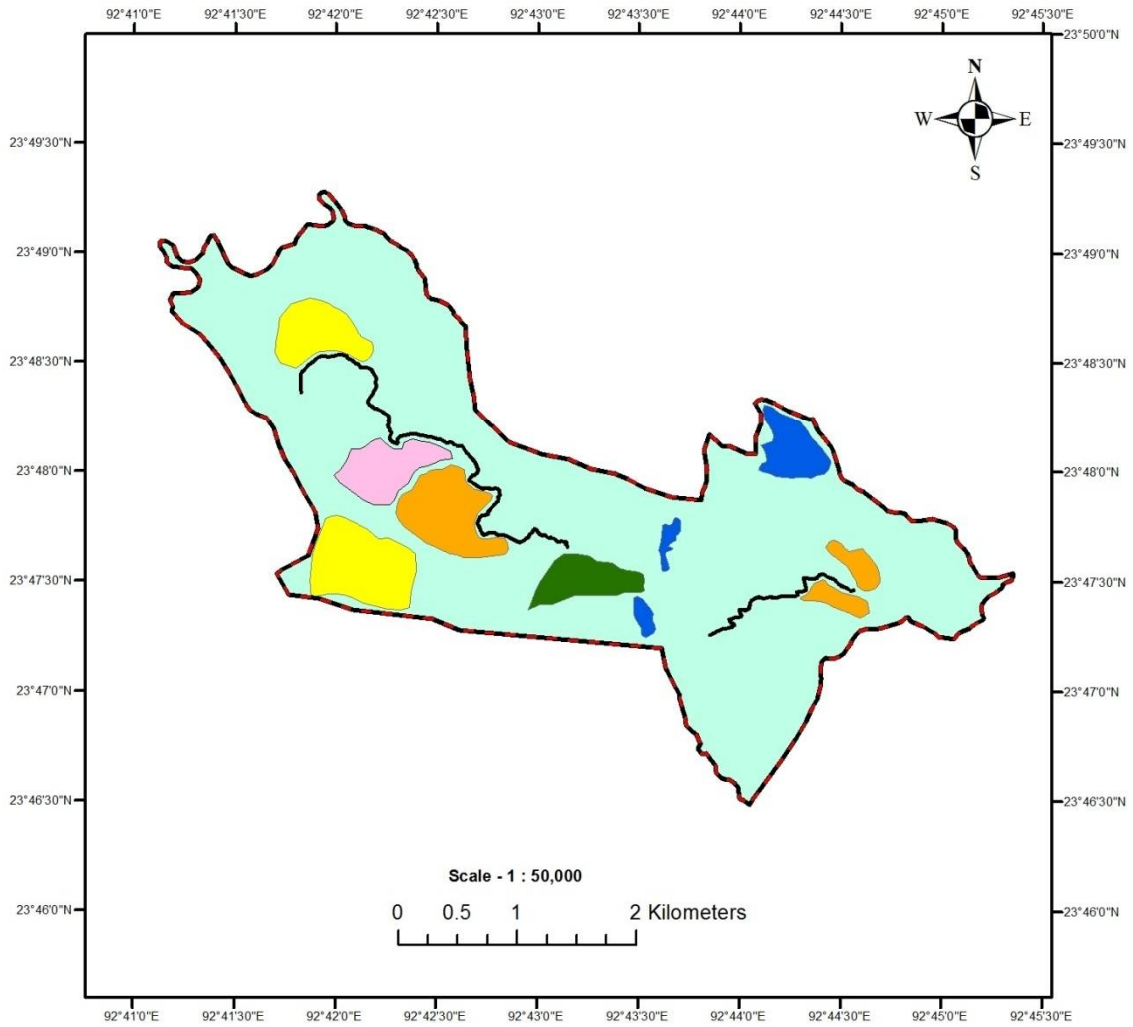 92°41'0"E 92°41'30"E 92°42'0"E 92°42'30"E 92°43'0"E 92°43'30"E 92°44'0"E 92°44'30"E 92°45'0"E 92°45'30"E
23°50'0"N
N
W E
S
23°49'30"N 23°49'30"N
23°49'0"N 23°49'0"N
23°48'30"N 23°48'30"N
23°48'0"N 23°48'0"N
23°47'30"N 23°47'30"N
23°47'0"N 23°47'0"N
23°46'30"N 23°46'30"N
Scale - 1 : 50,000
0 0.5 1 2 Kilometers
23°46'0"N 23°46'0"N
92°41'0"E 92°41'30"E 92°42'0"E 92°42'30"E 92°43'0"E 92°43'30"E 92°44'0"E 92°44'30"E 92°45'0"E 92°45'30"E